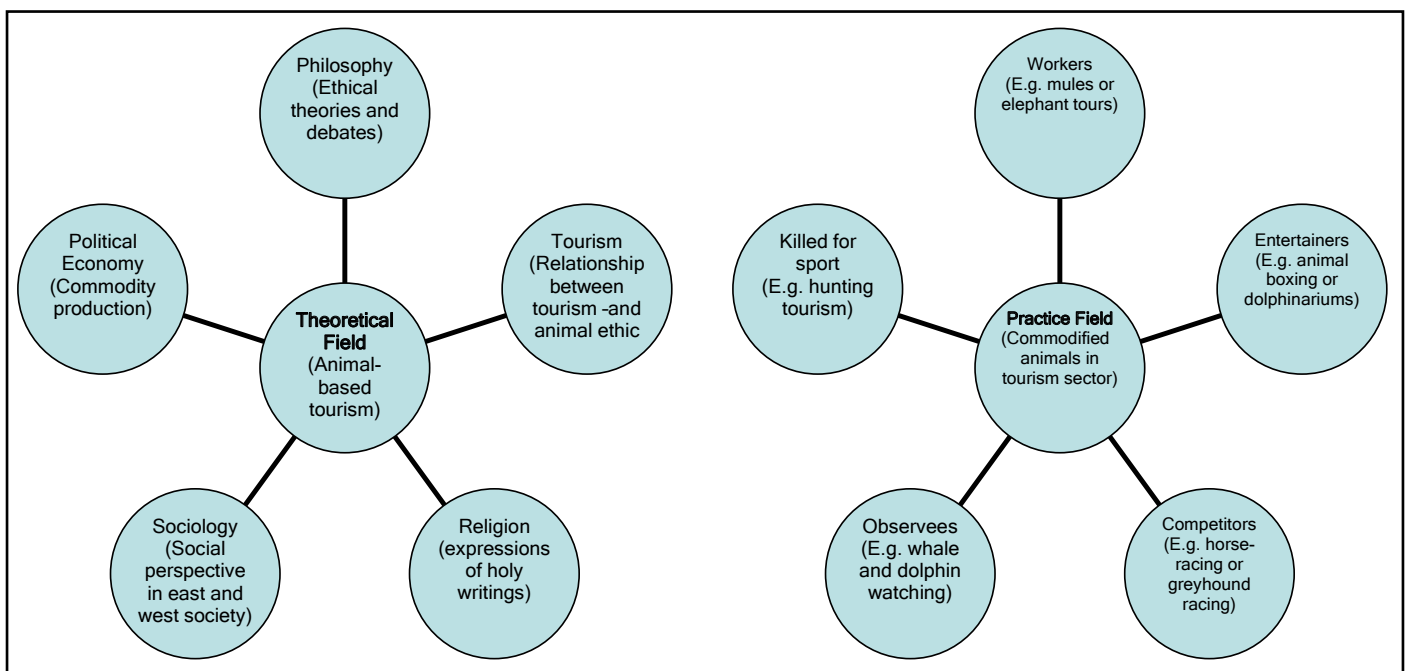 Philosophy
(Ethical
theories and
debates)
Political
Economy
(Commodity
production)
Tourism
(Relationship
between
tourism -and
animal ethic
Theoretical
Field
(Animal-
based
tourism)
Sociology
(Social
perspective
in east and
west society)
Religion
(expressions
of holy
writings)
Workers
(E.g. mules or
elephant tours)
Killed for
sport
(E.g. hunting
tourism)
Entertainers
(E.g. animal
boxing or
dolphinariums)
Practice Field
(Commodified
animals in
tourism sector)
Observees
(E.g. whale
and dolphin
watching)
Competitors
(E.g. horse-
racing or
greyhound
racing)